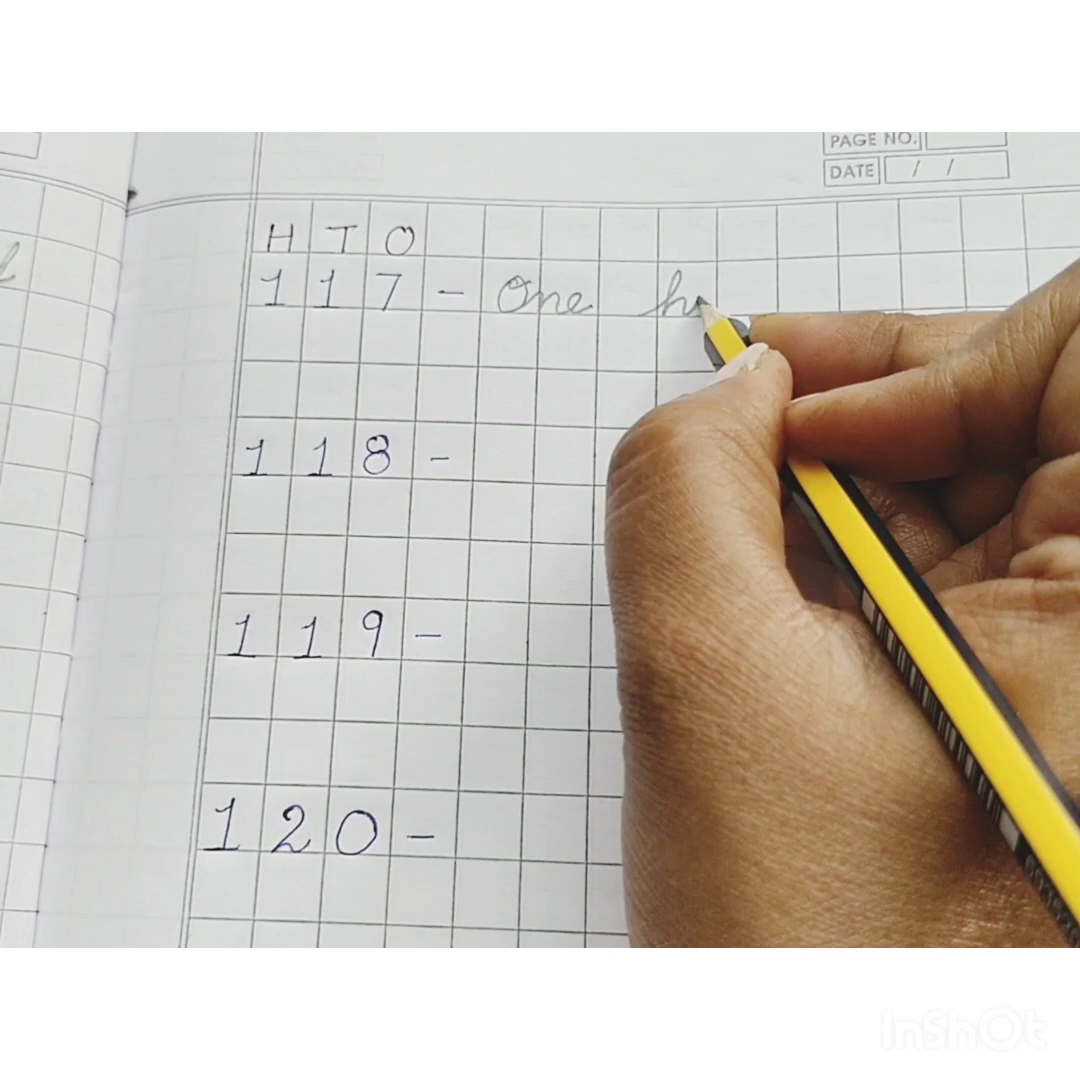 PAGE NO.
DATE / /
H T O
117 - One h
118 -
119 -
120 -
InShOt